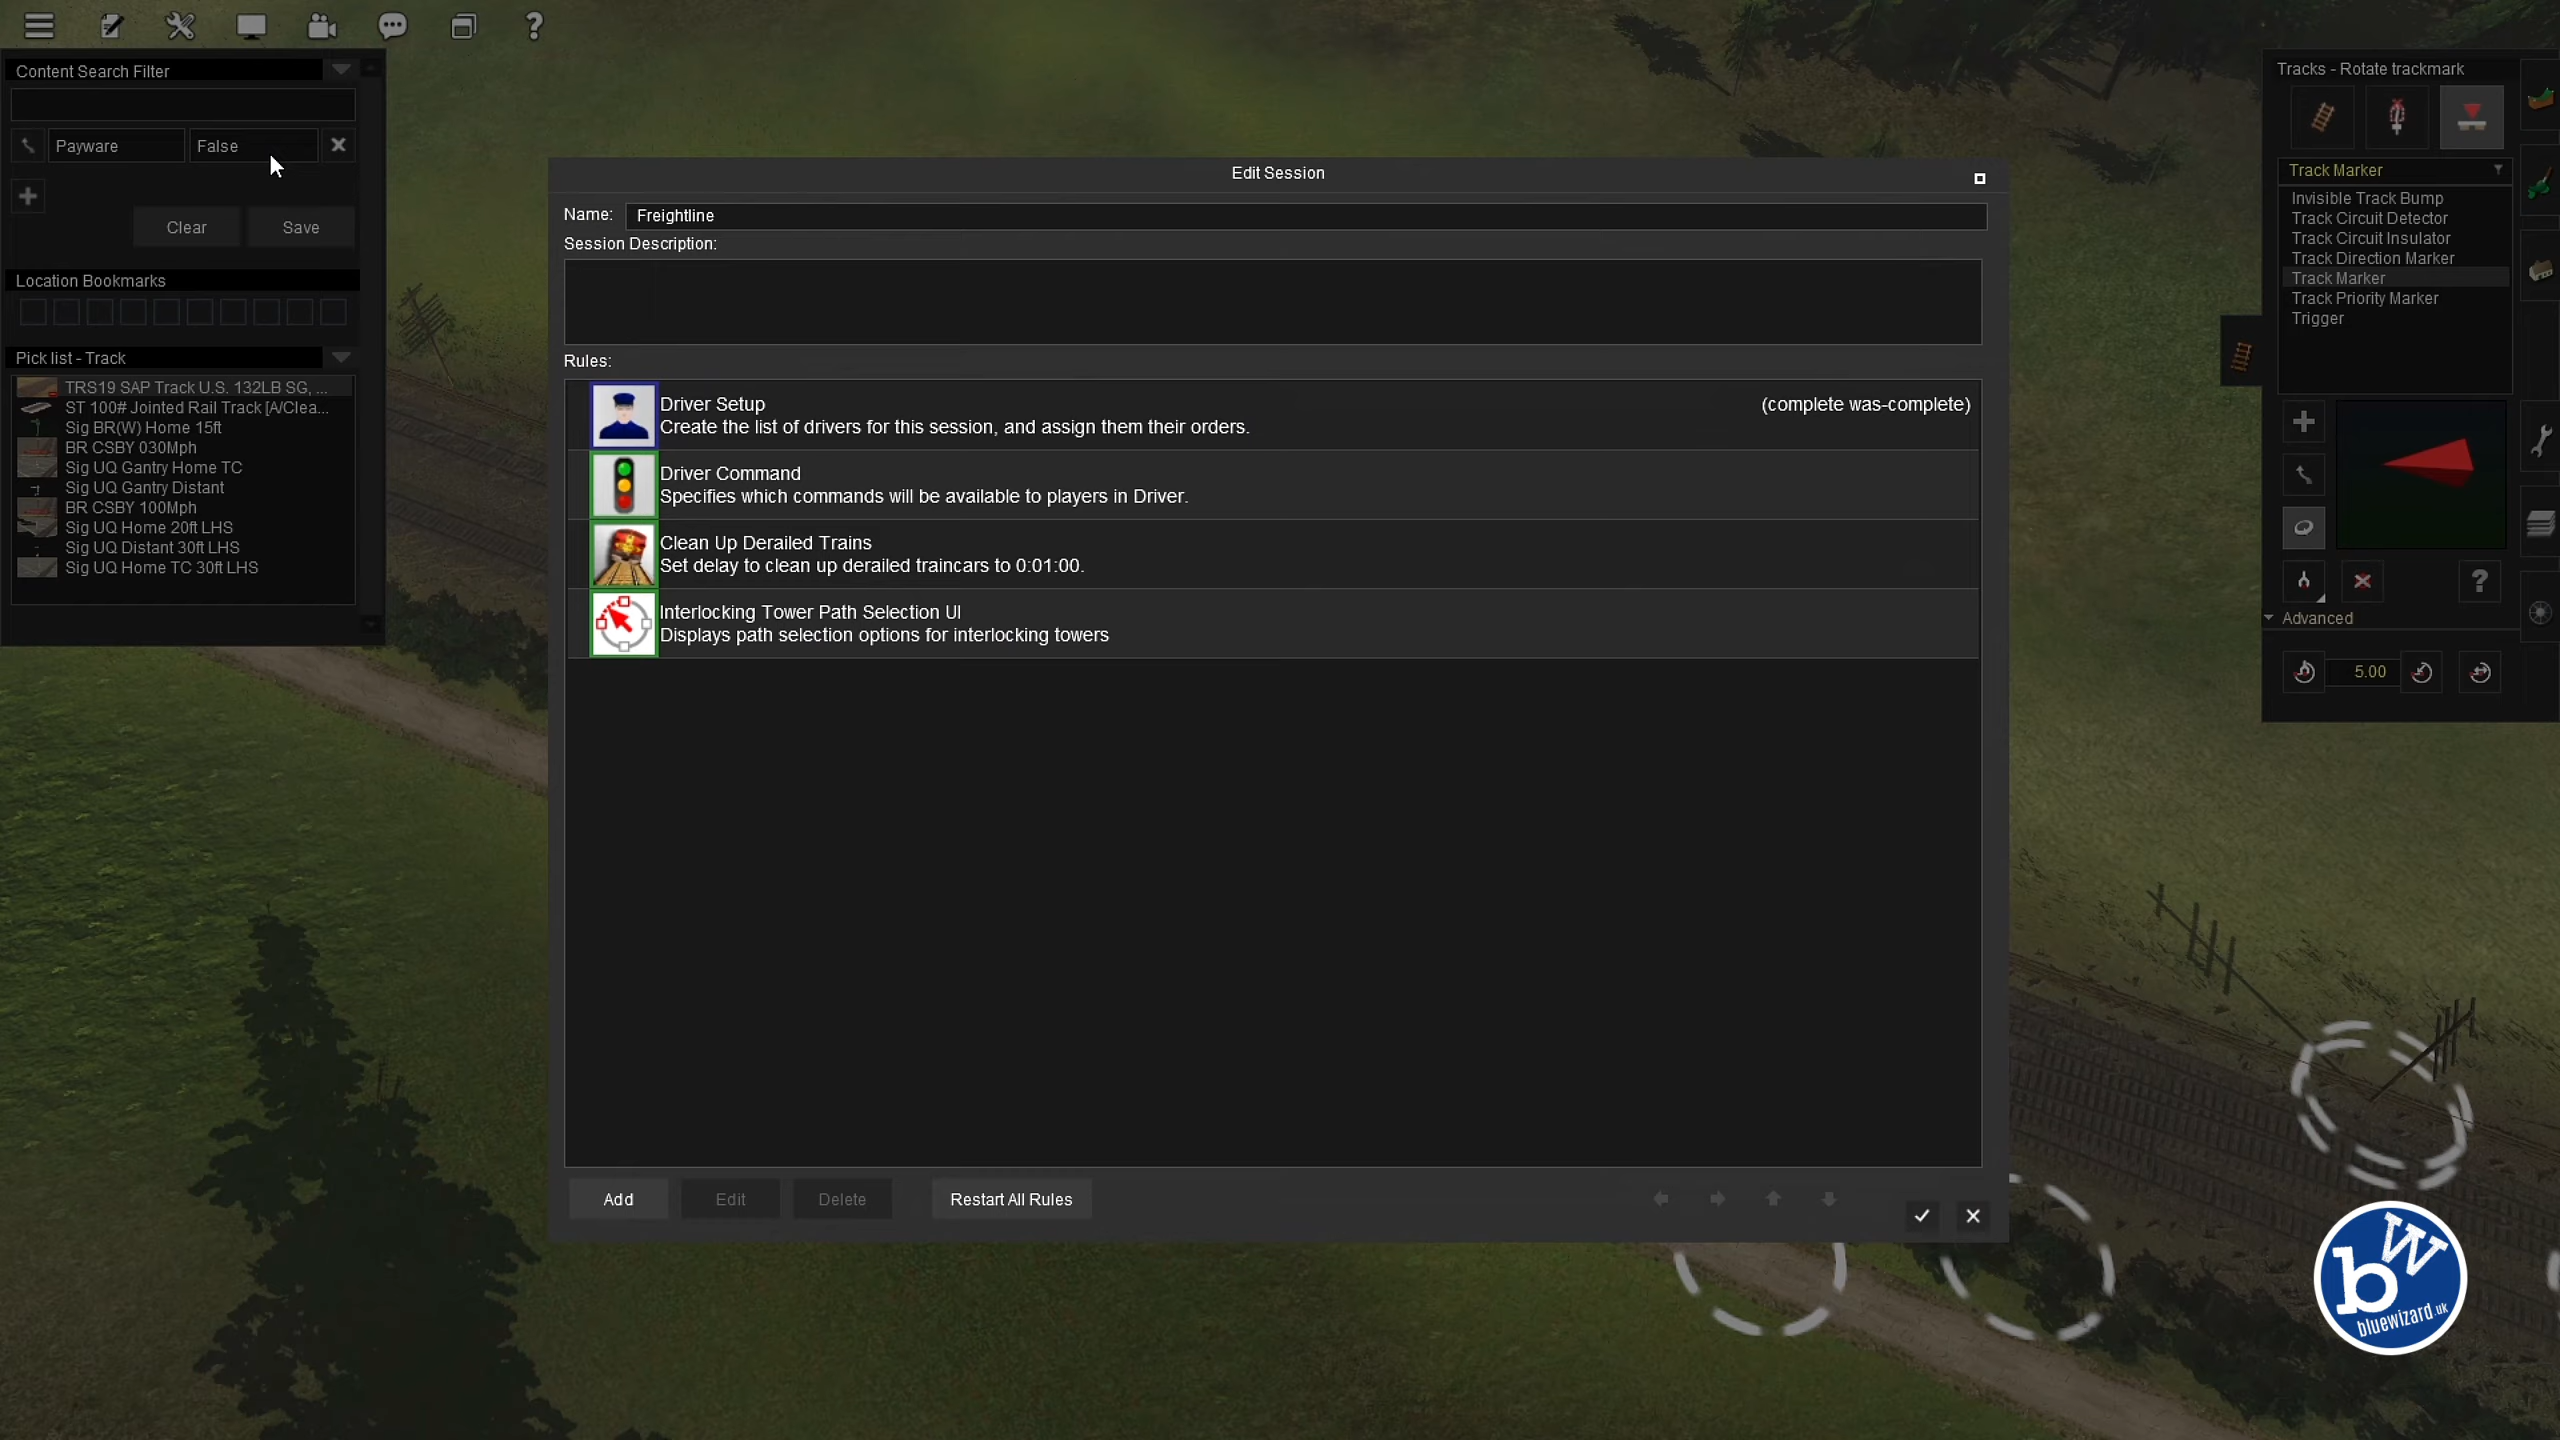 Content Search Filter
Payware
False
Clear
Save
Location Bookmarks
Pick list - Track
TRS19 SAP Track U.S. 132LB SG, ...
ST 100# Jointed Rail Track [A/Clea...
Sig BR(W) Home 15ft
BR CSBY 030Mph
Sig UQ Gantry Home TC
Sig UQ Gantry Distant
BR CSBY 100Mph
Sig UQ Home 20ft LHS
Sig UQ Distant 30ft LHS
Sig UQ Home TC 30ft LHS
Edit Session
Name: Freightline
Session Description:
Rules:
Driver Setup
(complete was-complete)
Create the list of drivers for this session, and assign them their orders.
Driver Command
Specifies which commands will be available to players in Driver.
Clean Up Derailed Trains
Set delay to clean up derailed traincars to 0:01:00.
Interlocking Tower Path Selection UI
Displays path selection options for interlocking towers
Add
Edit
Delete
Restart All Rules
Tracks - Rotate trackmark
Track Marker
Invisible Track Bump
Track Circuit Detector
Track Circuit Insulator
Track Direction Marker
Track Marker
Track Priority Marker
Trigger
Advanced
5.00
bw
bluewizard.uk